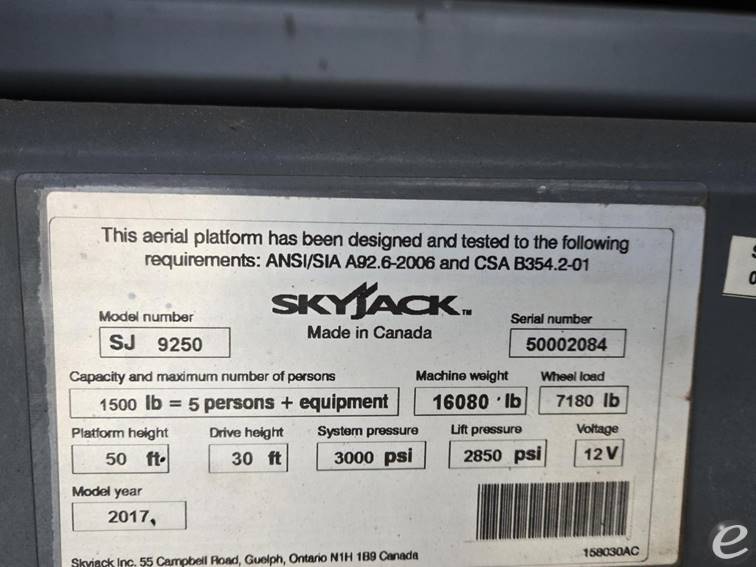 This aerial platform has been designed and tested to the following
requirements: ANSI/SIA A92.6-2006 and CSA B354.2-01
SKYJACK™
Made in Canada
Model number
SJ 9250
Serial number
50002084
Capacity and maximum number of persons
1500 lb = 5 persons + equipment
Machine weight
16080 lb
Wheel load
7180 lb
Platform height
50 ft
Drive height
30 ft
System pressure
3000 psi
Lift pressure
2850 psi
Voltage
12 V
Model year
2017
158030AC
Skyjack Inc. 55 Campbell Road, Guelph, Ontario N1H 1B9 Canada
e